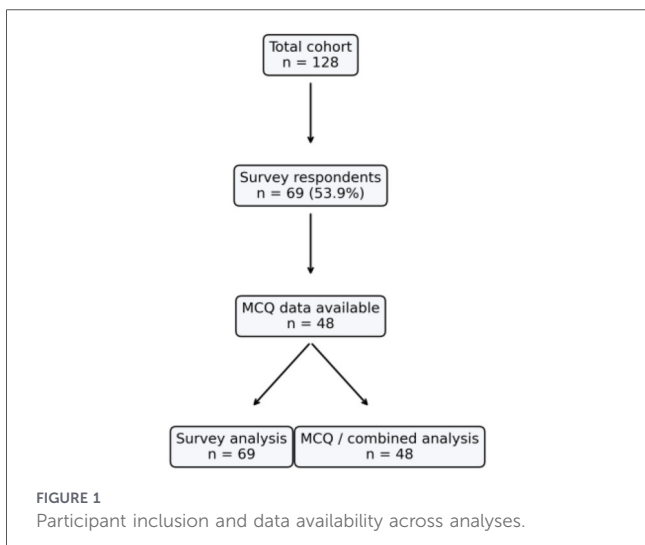 Total cohort
n = 128
Survey respondents
n = 69 (53.9%)
MCQ data available
n = 48
Survey analysis
n = 69
MCQ / combined analysis
n = 48
FIGURE 1
Participant inclusion and data availability across analyses.